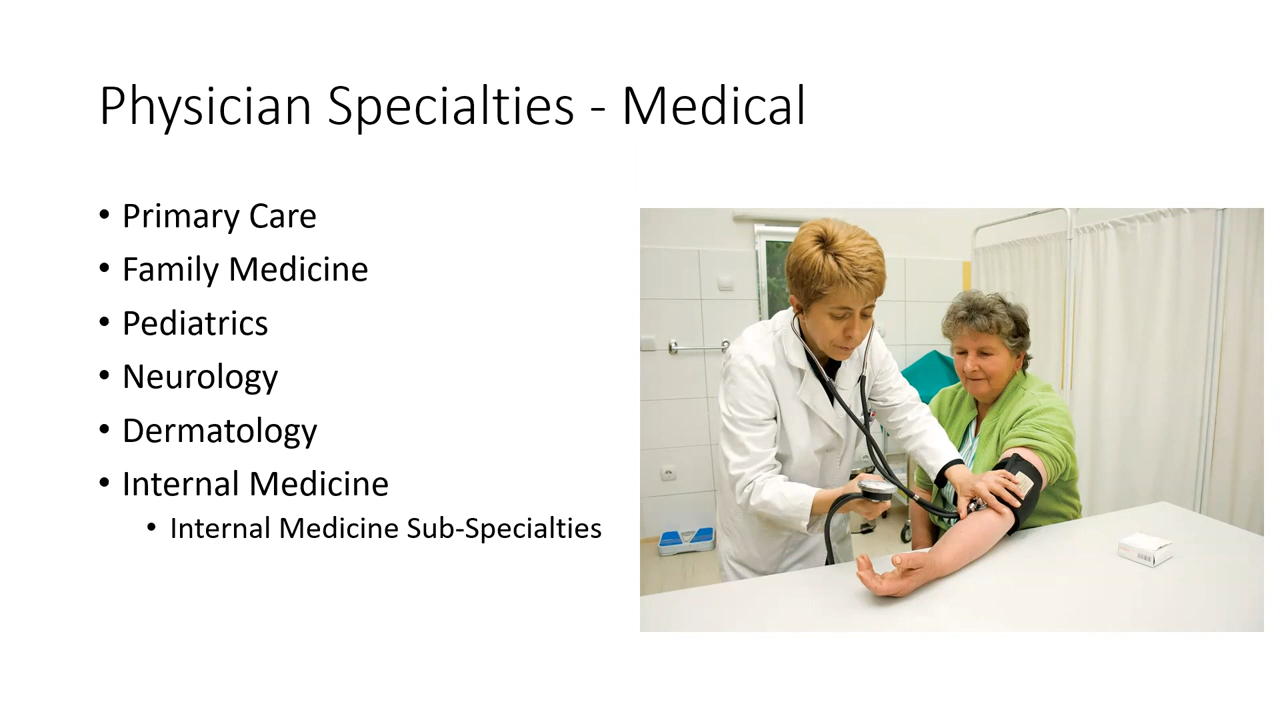 Physician Specialties - Medical
• Primary Care
• Family Medicine
• Pediatrics
• Neurology
• Dermatology
• Internal Medicine
• Internal Medicine Sub-Specialties